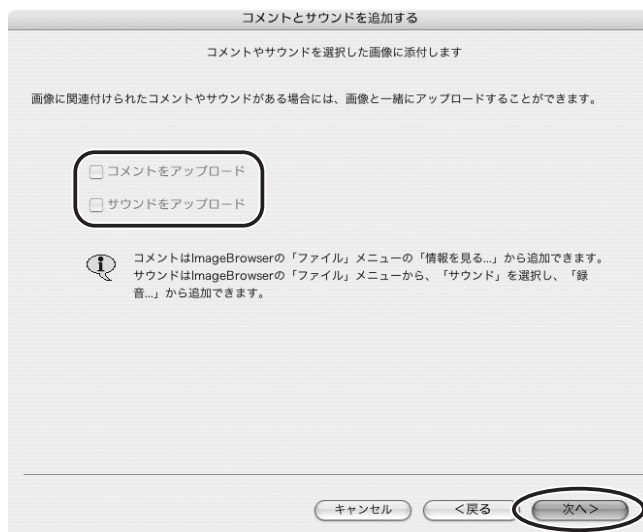 コメントとサウンドを追加する
コメントやサウンドを選択した画像に添付します
画像に関連付けられたコメントやサウンドがある場合には、画像と一緒にアップロードすることができます。
コメントをアップロード
サウンドをアップロード
コメントはImageBrowserの「ファイル」メニューの「情報を見る...」から追加できます。
サウンドはImageBrowserの「ファイル」メニューから、「サウンド」を選択し、「録
音...」から追加できます。
キャンセル <戻る 次へ>